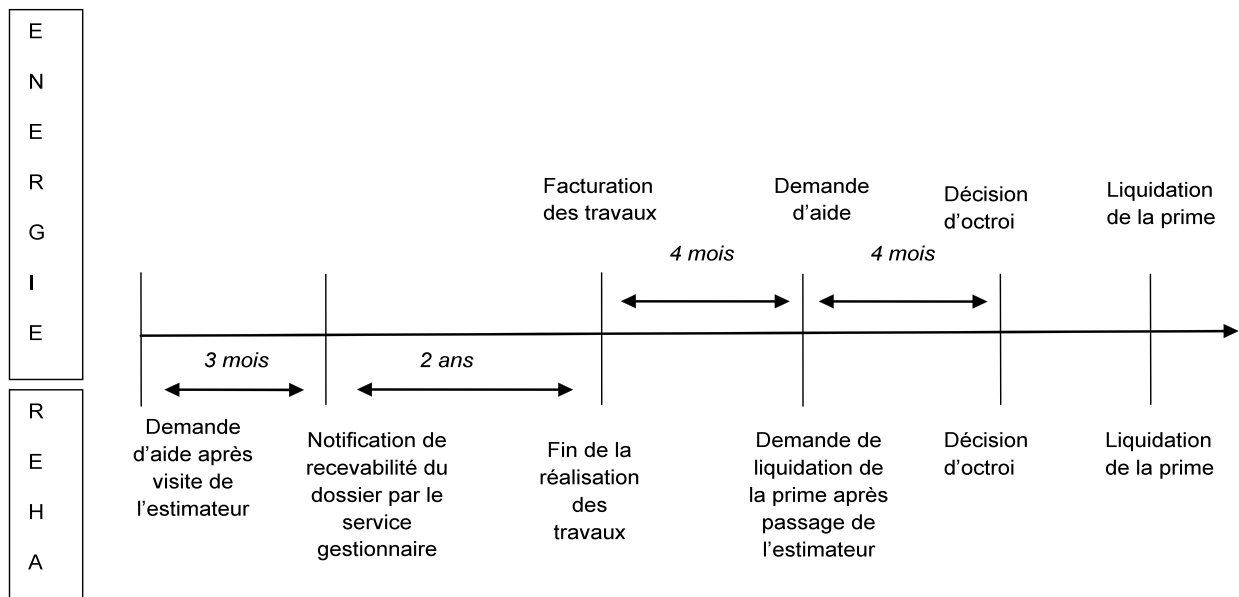 E
N
E
R
G
I
E
Facturation
des travaux
Demande
d'aide
Décision
d'octroi
Liquidation
de la prime
4 mois
4 mois
3 mois
2 ans
R
E
H
A
Demande
d'aide après
visite de
l'estimateur
Notification de
recevabilité du
dossier par le
service
gestionnaire
Fin de la
réalisation
des
travaux
Demande de
liquidation de
la prime après
passage de
l'estimateur
Décision
d'octroi
Liquidation
de la prime